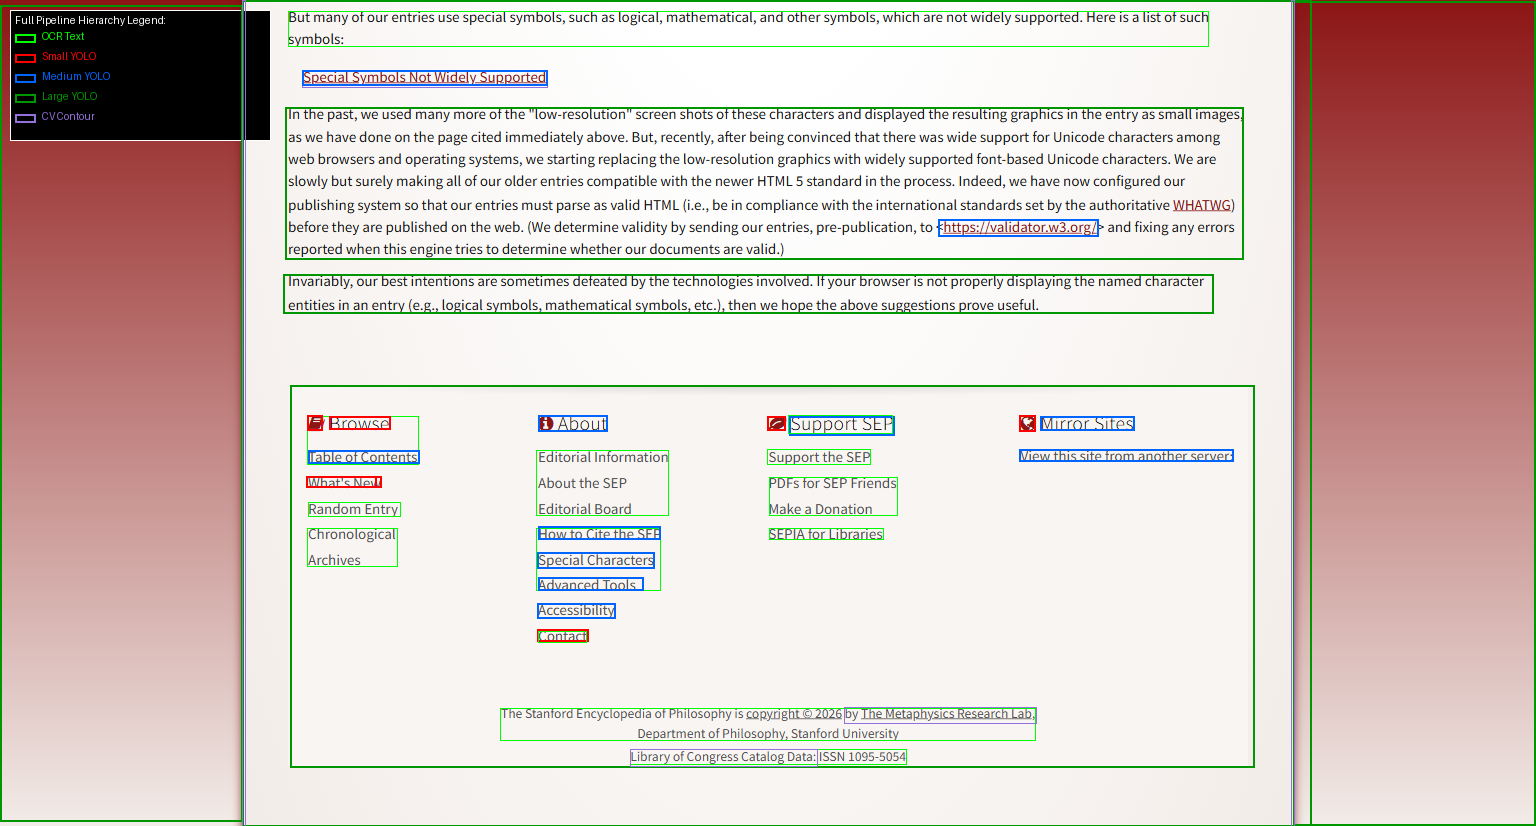 Full Pipeline Hierarchy Legend:
OCR Text
Small YOLO
Medium YOLO
Large YOLO
CV Contour
But many of our entries use special symbols, such as logical, mathematical, and other symbols, which are not widely supported. Here is a list of such
symbols:
Special Symbols Not Widely Supported
In the past, we used many more of the "low-resolution" screen shots of these characters and displayed the resulting graphics in the entry as small images,
as we have done on the page cited immediately above. But, recently, after being convinced that there was wide support for Unicode characters among
web browsers and operating systems, we starting replacing the low-resolution graphics with widely supported font-based Unicode characters. We are
slowly but surely making all of our older entries compatible with the newer HTML 5 standard in the process. Indeed, we have now configured our
publishing system so that our entries must parse as valid HTML (i.e., be in compliance with the international standards set by the authoritative WHATWG)
before they are published on the web. (We determine validity by sending our entries, pre-publication, to <https://validator.w3.org/> and fixing any errors
reported when this engine tries to determine whether our documents are valid.)
Invariably, our best intentions are sometimes defeated by the technologies involved. If your browser is not properly displaying the named character
entities in an entry (e.g., logical symbols, mathematical symbols, etc.), then we hope the above suggestions prove useful.
Browse
Table of Contents
What's New
Random Entry
Chronological
Archives
About
Editorial Information
About the SEP
Editorial Board
How to Cite the SEP
Special Characters
Advanced Tools
Accessibility
Contact
Support SEP
Support the SEP
PDFs for SEP Friends
Make a Donation
SEPIA for Libraries
Mirror Sites
View this site from another server:
The Stanford Encyclopedia of Philosophy is copyright © 2026 by The Metaphysics Research Lab,
Department of Philosophy, Stanford University
Library of Congress Catalog Data: ISSN 1095-5054